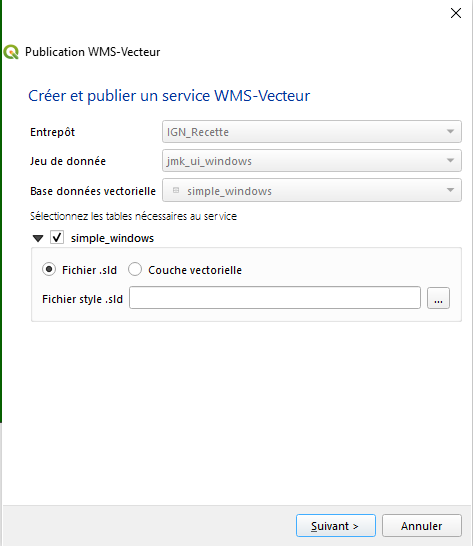 Publication WMS-Vecteur
Créer et publier un service WMS-Vecteur
Entrepôt IGN_Recette
Jeu de donnée jmk_ui_windows
Base données vectorielle simple_windows
Sélectionnez les tables nécessaires au service
simple_windows
Fichier .sld Couche vectorielle
Fichier style .sld ...
Suivant > Annuler